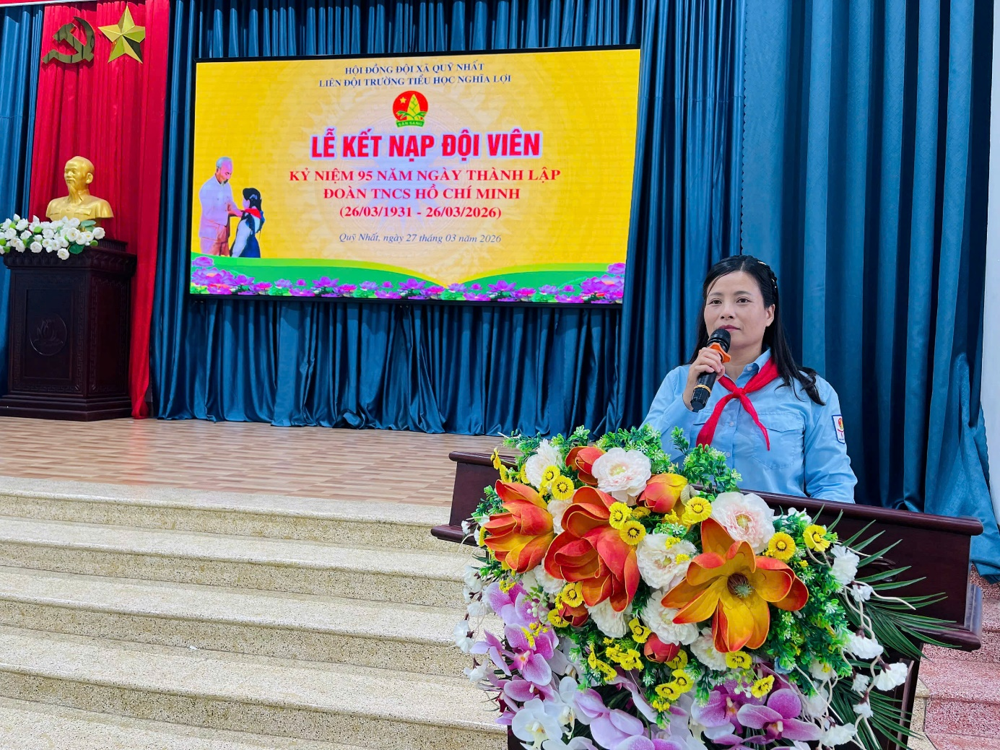 HỘI ĐỒNG ĐỘI XÃ QUỸ NHẤT
LIÊN ĐỘI TRƯỜNG TIỂU HỌC NGHĨA LỢI
SẴN SÀNG
LỄ KẾT NẠP ĐỘI VIÊN
KỶ NIỆM 95 NĂM NGÀY THÀNH LẬP
ĐOÀN TNCS HỒ CHÍ MINH
(26/03/1931 - 26/03/2026)
Quỹ Nhất, ngày 27 tháng 03 năm 2026